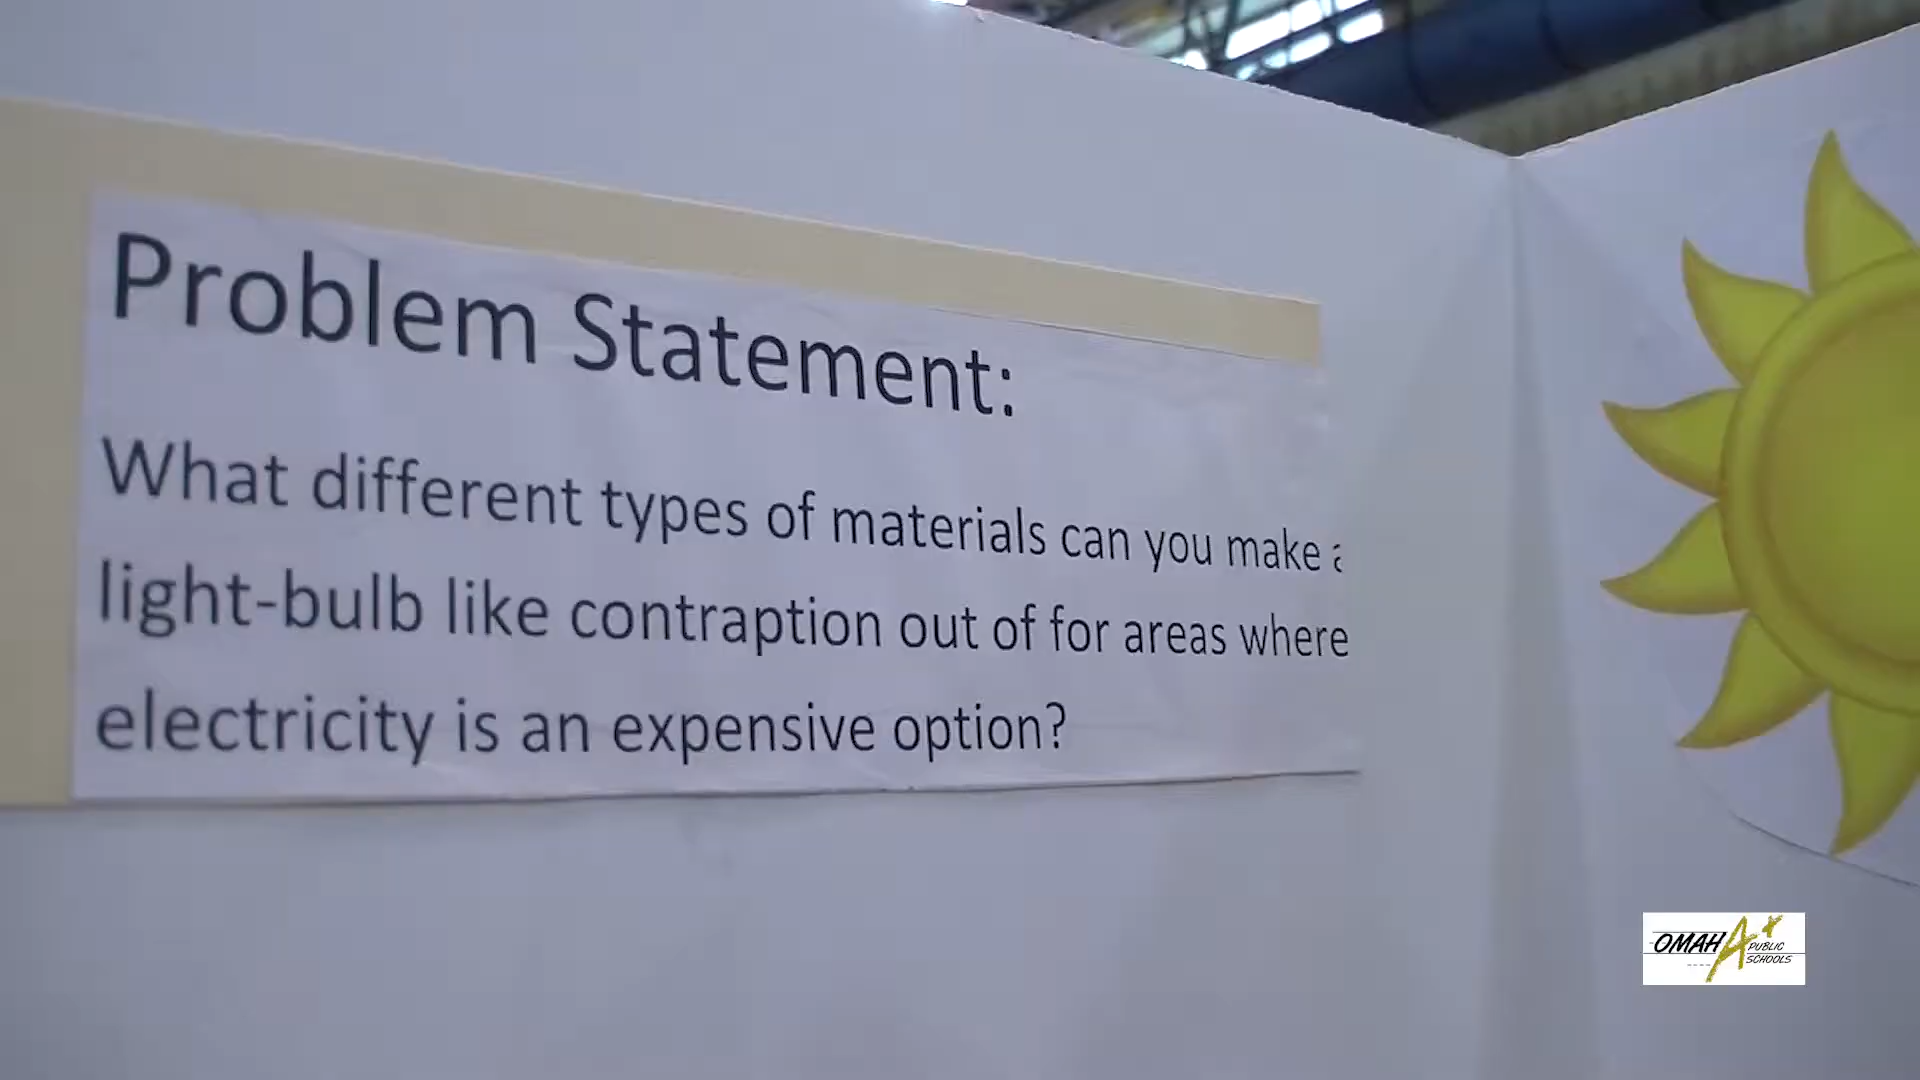 Problem Statement:
What different types of materials can you make a
light-bulb like contraption out of for areas where
electricity is an expensive option?
OMAHA PUBLIC
SCHOOLS